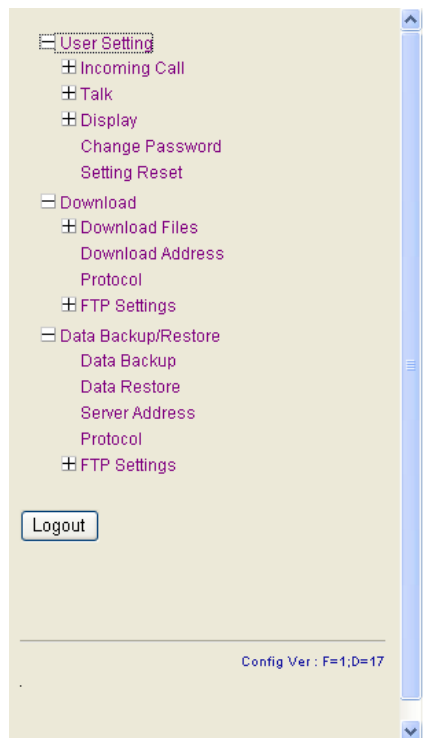 User Setting
Incoming Call
Talk
Display
Change Password
Setting Reset
Download
Download Files
Download Address
Protocol
FTP Settings
Data Backup/Restore
Data Backup
Data Restore
Server Address
Protocol
FTP Settings
Logout
Config Ver : F=1;D=17
.